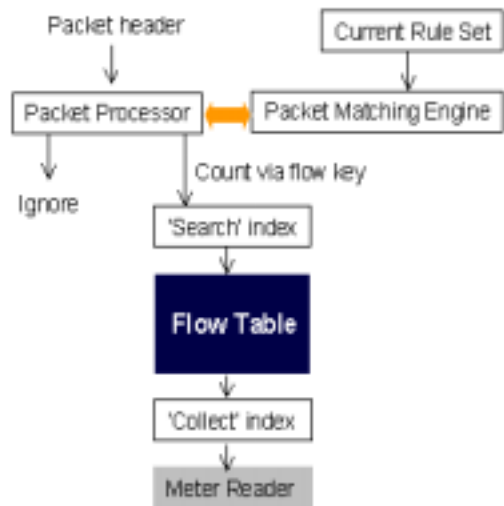 Packet header
Current Rule Set
Packet Processor
Packet Matching Engine
Ignore
Count via flow key
'Search' index
Flow Table
'Collect' index
Meter Reader